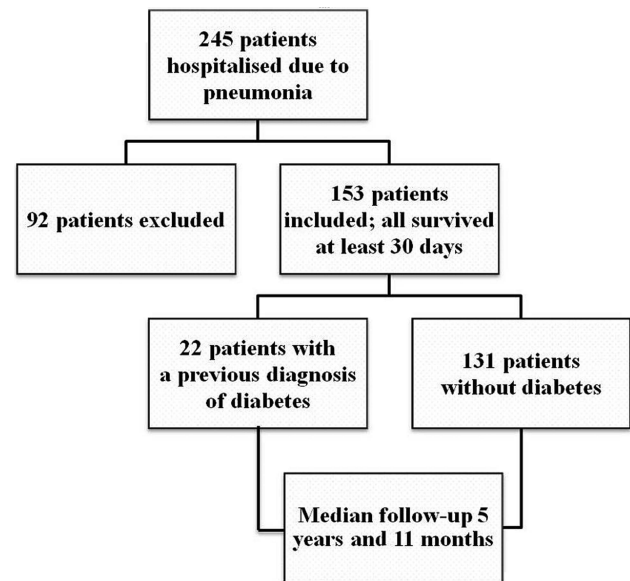 245 patients
hospitalised due to
pneumonia
92 patients excluded
153 patients
included; all survived
at least 30 days
22 patients with
a previous diagnosis
of diabetes
131 patients
without diabetes
Median follow-up 5
years and 11 months